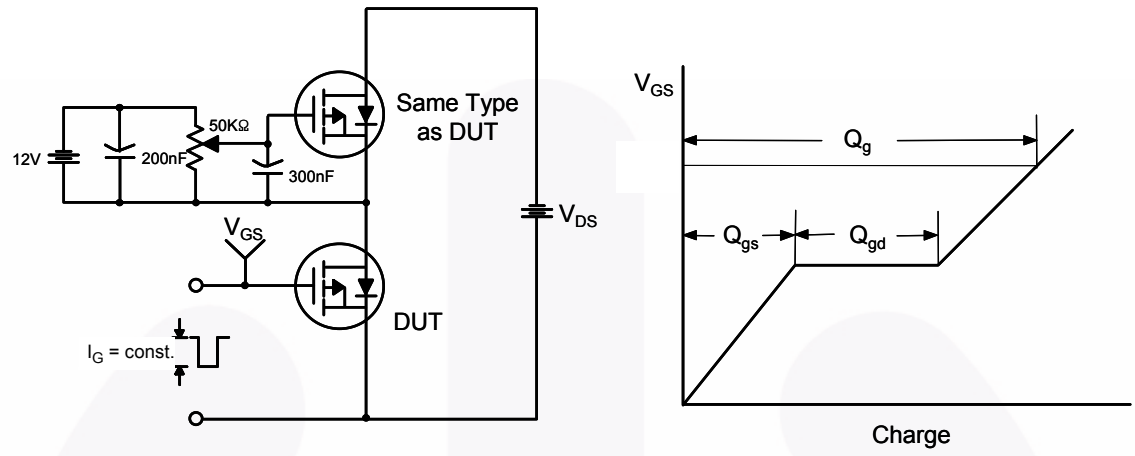 Same Type
as DUT
50KΩ
12V
200nF
300nF
V_DS
V_GS
DUT
I_G = const.
V_GS
Q_g
Q_gs
Q_gd
Charge